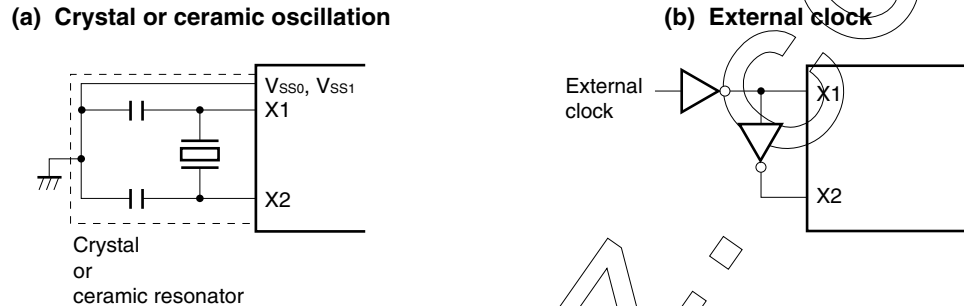 (a) Crystal or ceramic oscillation
VSS0, VSS1
X1
X2
Crystal
or
ceramic resonator
(b) External clock
External
clock
X1
X2